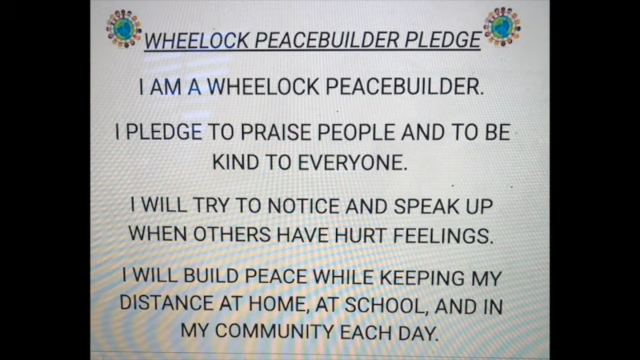 WHEELOCK PEACEBUILDER PLEDGE
I AM A WHEELOCK PEACEBUILDER.
I PLEDGE TO PRAISE PEOPLE AND TO BE
KIND TO EVERYONE.
I WILL TRY TO NOTICE AND SPEAK UP
WHEN OTHERS HAVE HURT FEELINGS.
I WILL BUILD PEACE WHILE KEEPING MY
DISTANCE AT HOME, AT SCHOOL, AND IN
MY COMMUNITY EACH DAY.